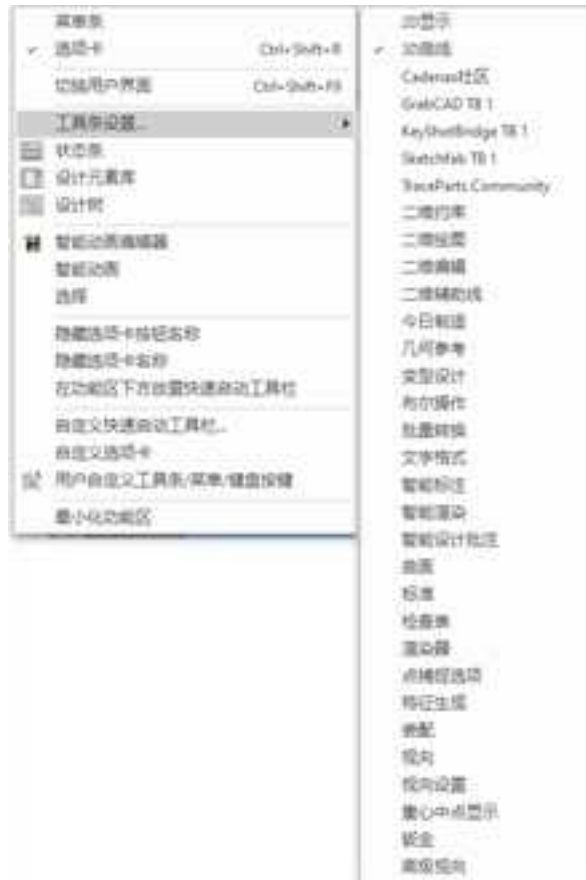 菜单条
选项卡 Ctrl+Shift+R
切换用户界面 Ctrl+Shift+F9
工具条设置...
状态条
设计元素库
设计树
智能动画编辑器
智能动画
选择
隐藏选项卡按钮名称
隐藏选项卡名称
在功能区下方放置快速启动工具栏
自定义快速启动工具栏...
自定义选项卡
用户自定义工具条/菜单/键盘按键
最小化功能区
3D曲线
Cadenas社区
GrabCAD TB 1
KeyShotBridge TB 1
Sketchfab TB 1
TraceParts Community
二维图库
二维绘图
二维编辑
二维辅助线
今日制造
几何参考
变型设计
布尔操作
批量转换
文字格式
智能标注
智能渲染
智能设计批注
曲面
标准
检查单
渲染器
点捕捉选项
特征生成
装配
视向
视向设置
重心中点显示
钣金
高级视向